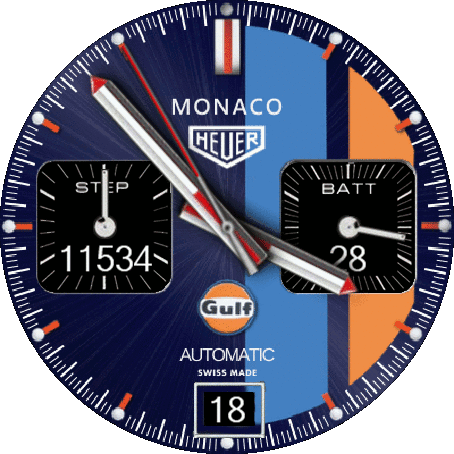 MONACO
HEUER
STEP
BATT
11534
28
Gulf
AUTOMATIC
SWISS MADE
18